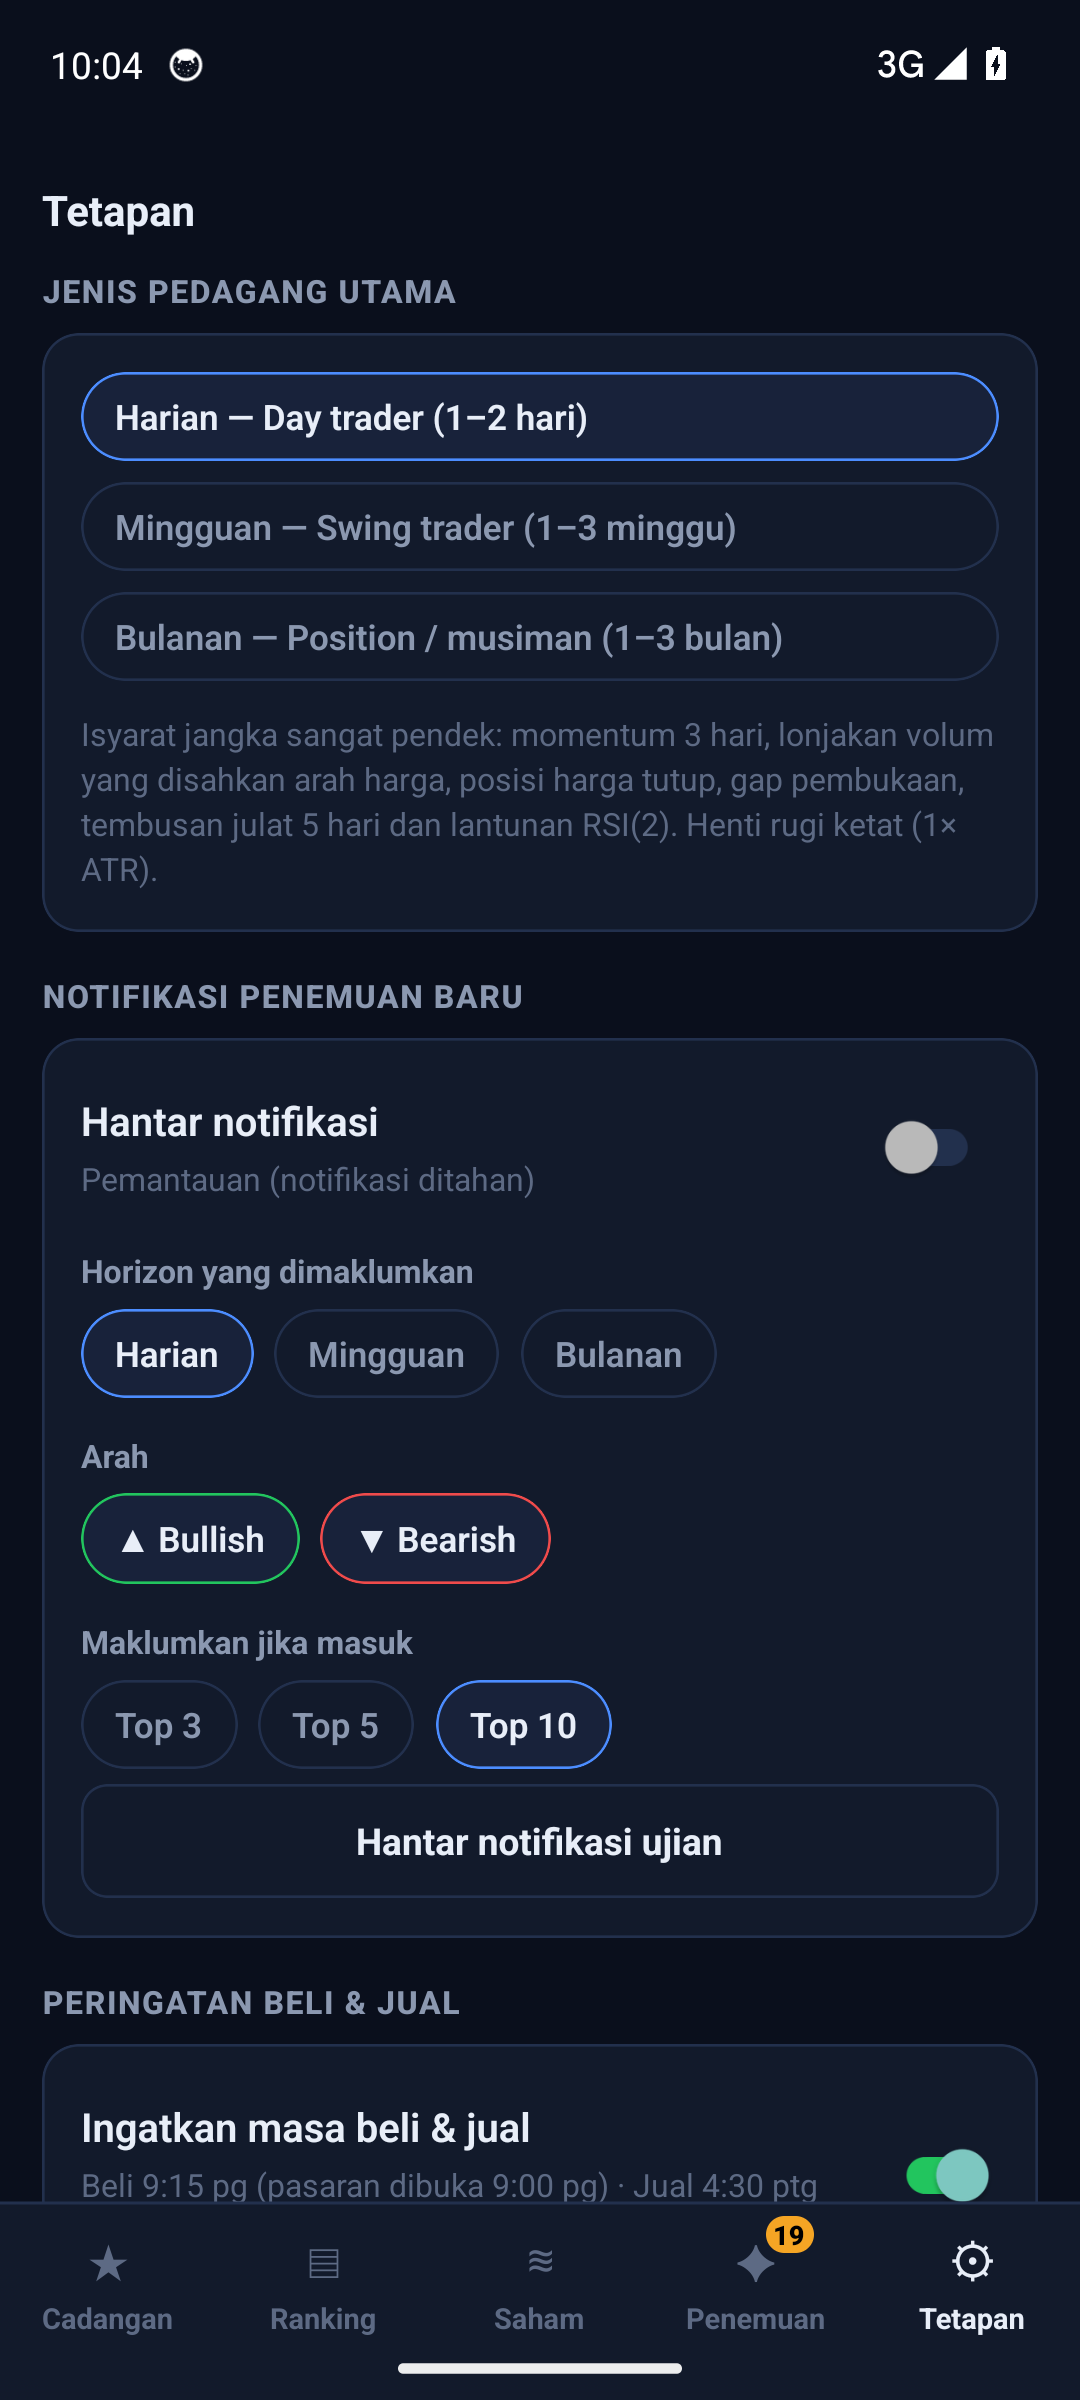 10:04
3G
Tetapan
JENIS PEDAGANG UTAMA
Harian — Day trader (1–2 hari)
Mingguan — Swing trader (1–3 minggu)
Bulanan — Position / musiman (1–3 bulan)
Isyarat jangka sangat pendek: momentum 3 hari, lonjakan volum
yang disahkan arah harga, posisi harga tutup, gap pembukaan,
tembusan julat 5 hari dan lantunan RSI(2). Henti rugi ketat (1×
ATR).
NOTIFIKASI PENEMUAN BARU
Hantar notifikasi
Pemantauan (notifikasi ditahan)
Horizon yang dimaklumkan
Harian
Mingguan
Bulanan
Arah
▲ Bullish
▼ Bearish
Maklumkan jika masuk
Top 3
Top 5
Top 10
Hantar notifikasi ujian
PERINGATAN BELI & JUAL
Ingatkan masa beli & jual
Beli 9:15 pg (pasaran dibuka 9:00 pg) · Jual 4:30 ptg
19
Cadangan
Ranking
Saham
Penemuan
Tetapan